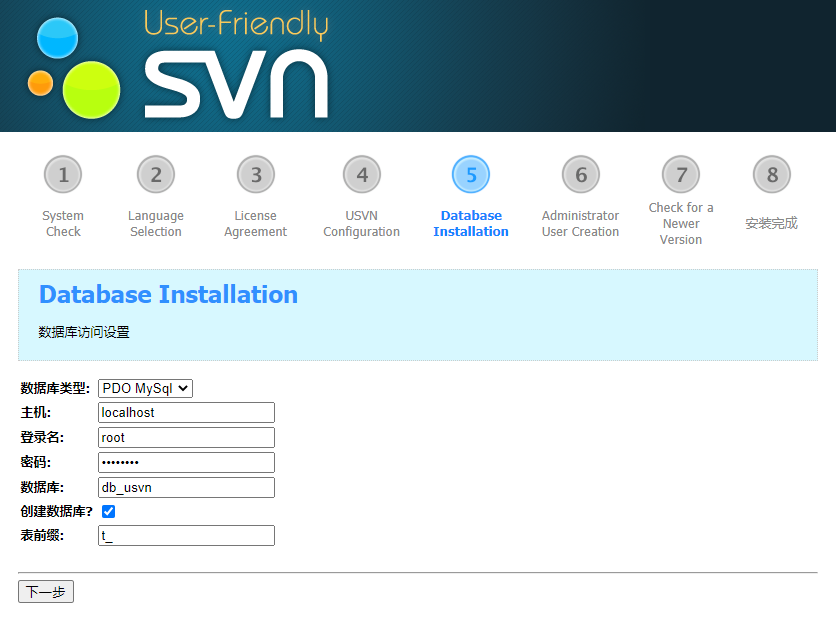 User-Friendly
SVN
1 2 3 4 5 6 7 8
System Check
Language Selection
License Agreement
USVN Configuration
Database Installation
Administrator User Creation
Check for a Newer Version
安装完成
Database Installation
数据库访问设置
数据库类型: PDO MySql
主机: localhost
登录名: root
密码: ••••••••
数据库: db_usvn
创建数据库?
表前缀: t_
下一步